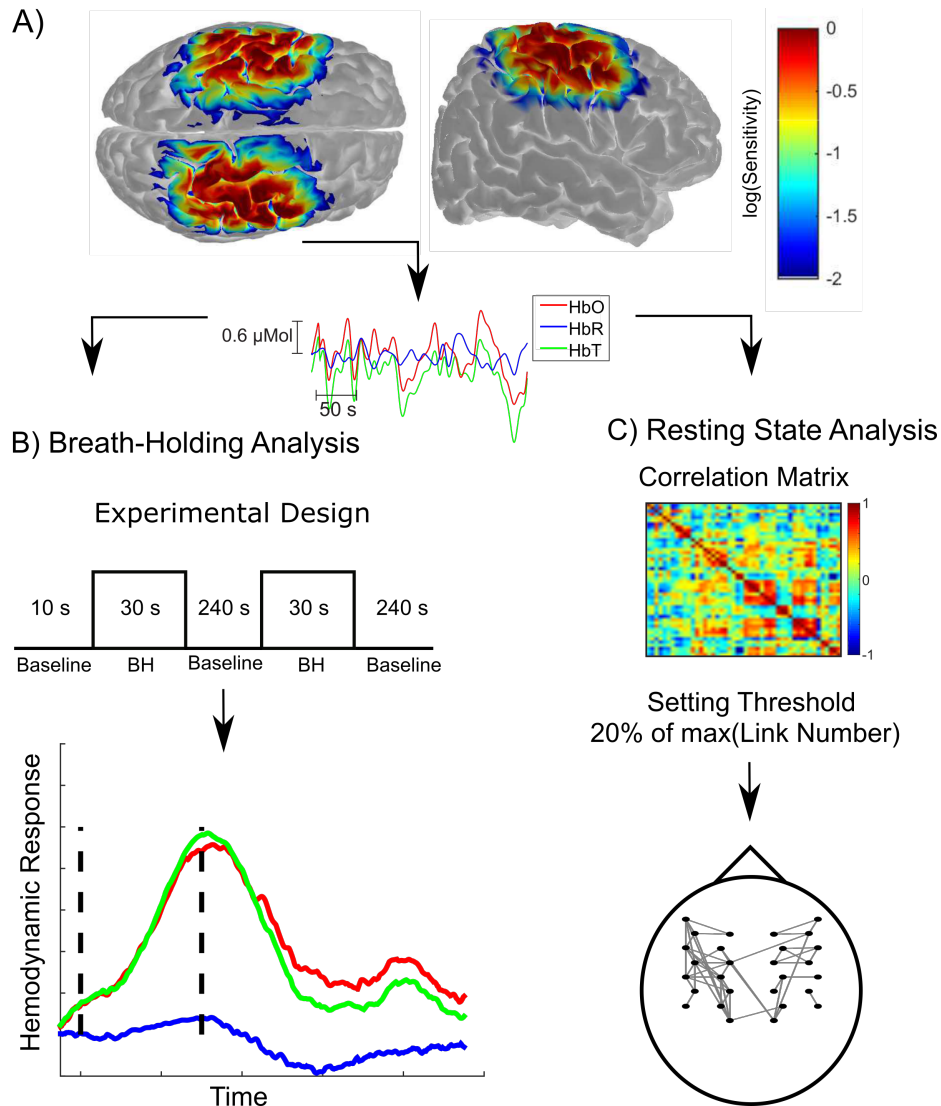 A)
0
-0.5
-1
-1.5
-2
log(Sensitivity)
0.6 µMol
50 s
HbO
HbR
HbT
B) Breath-Holding Analysis
Experimental Design
10 s 30 s 240 s 30 s 240 s
Baseline BH Baseline BH Baseline
Hemodynamic Response
Time
C) Resting State Analysis
Correlation Matrix
1
0
-1
Setting Threshold
20% of max(Link Number)